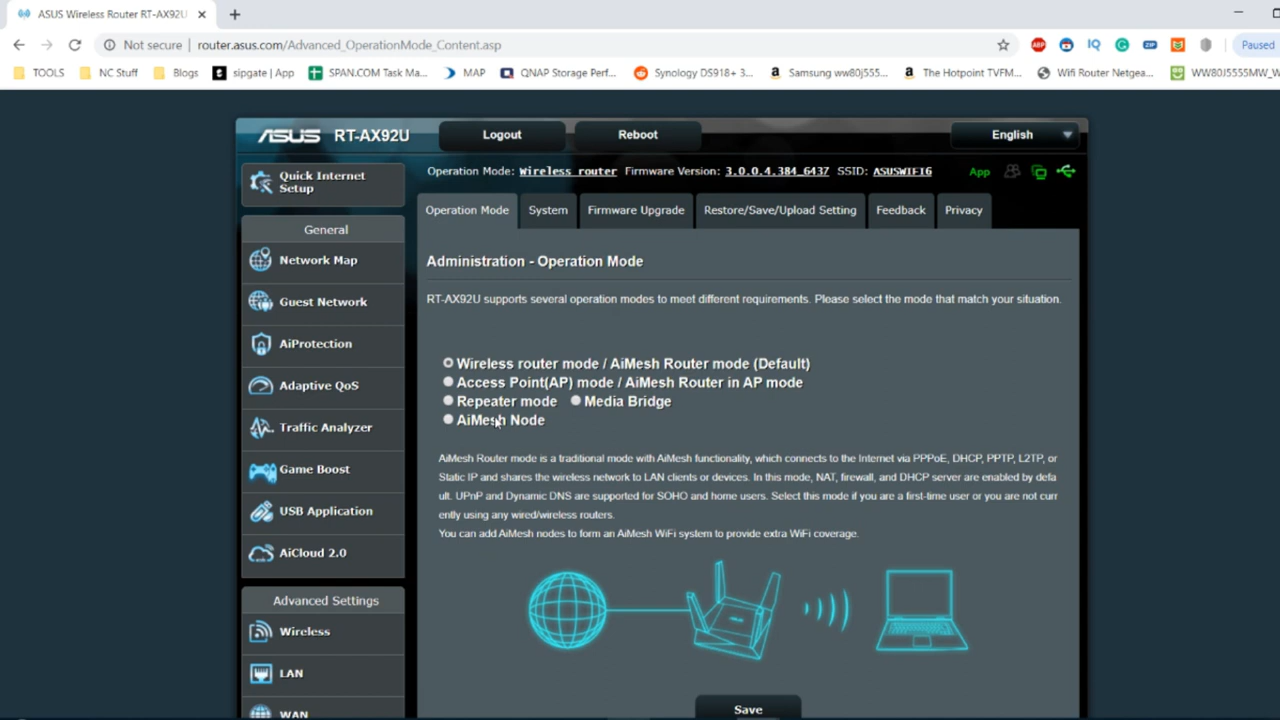 ASUS Wireless Router RT-AX92U
Not secure router.asus.com/Advanced_OperationMode_Content.asp
ABP IQ ZIP Paused
TOOLS NC Stuff Blogs sipgate | App SPAN.COM Task Ma... MAP QNAP Storage Perf... Synology DS918+ 3... Samsung ww80j555... The Hotpoint TVFM... Wifi Router Netgea... WW80J5555MW_W
ASUS RT-AX92U Logout Reboot English
Quick Internet
Setup
General
Network Map
Guest Network
AiProtection
Adaptive QoS
Traffic Analyzer
Game Boost
USB Application
AiCloud 2.0
Advanced Settings
Wireless
LAN
WAN
Operation Mode: Wireless router Firmware Version: 3.0.0.4.384_6437 SSID: ASUSWIFI6 App
Operation Mode System Firmware Upgrade Restore/Save/Upload Setting Feedback Privacy
Administration - Operation Mode
RT-AX92U supports several operation modes to meet different requirements. Please select the mode that match your situation.
Wireless router mode / AiMesh Router mode (Default)
Access Point(AP) mode / AiMesh Router in AP mode
Repeater mode Media Bridge
AiMesh Node
AiMesh Router mode is a traditional mode with AiMesh functionality, which connects to the Internet via PPPoE, DHCP, PPTP, L2TP, or
Static IP and shares the wireless network to LAN clients or devices. In this mode, NAT, firewall, and DHCP server are enabled by defa
ult. UPnP and Dynamic DNS are supported for SOHO and home users. Select this mode if you are a first-time user or you are not curr
ently using any wired/wireless routers.
You can add AiMesh nodes to form an AiMesh WiFi system to provide extra WiFi coverage.
Save